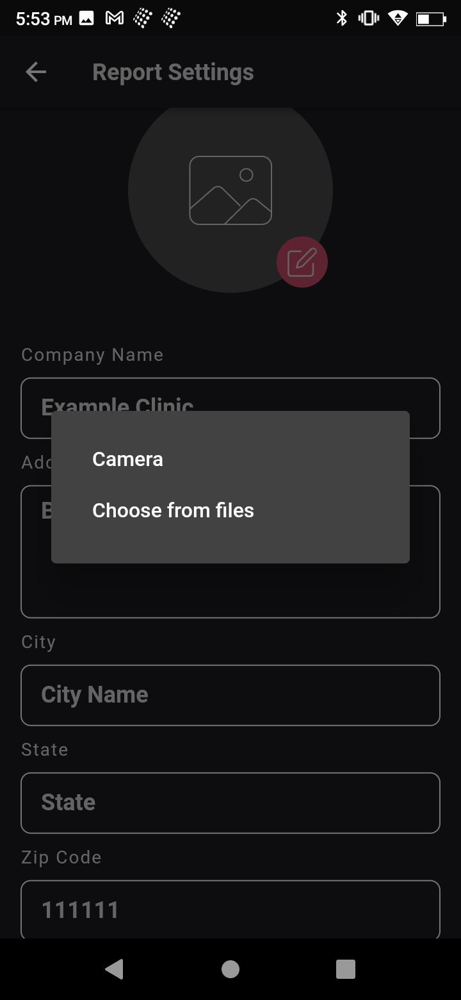 5:53 PM
Report Settings
Company Name
Example Clinic
Camera
Choose from files
City
City Name
State
State
Zip Code
111111